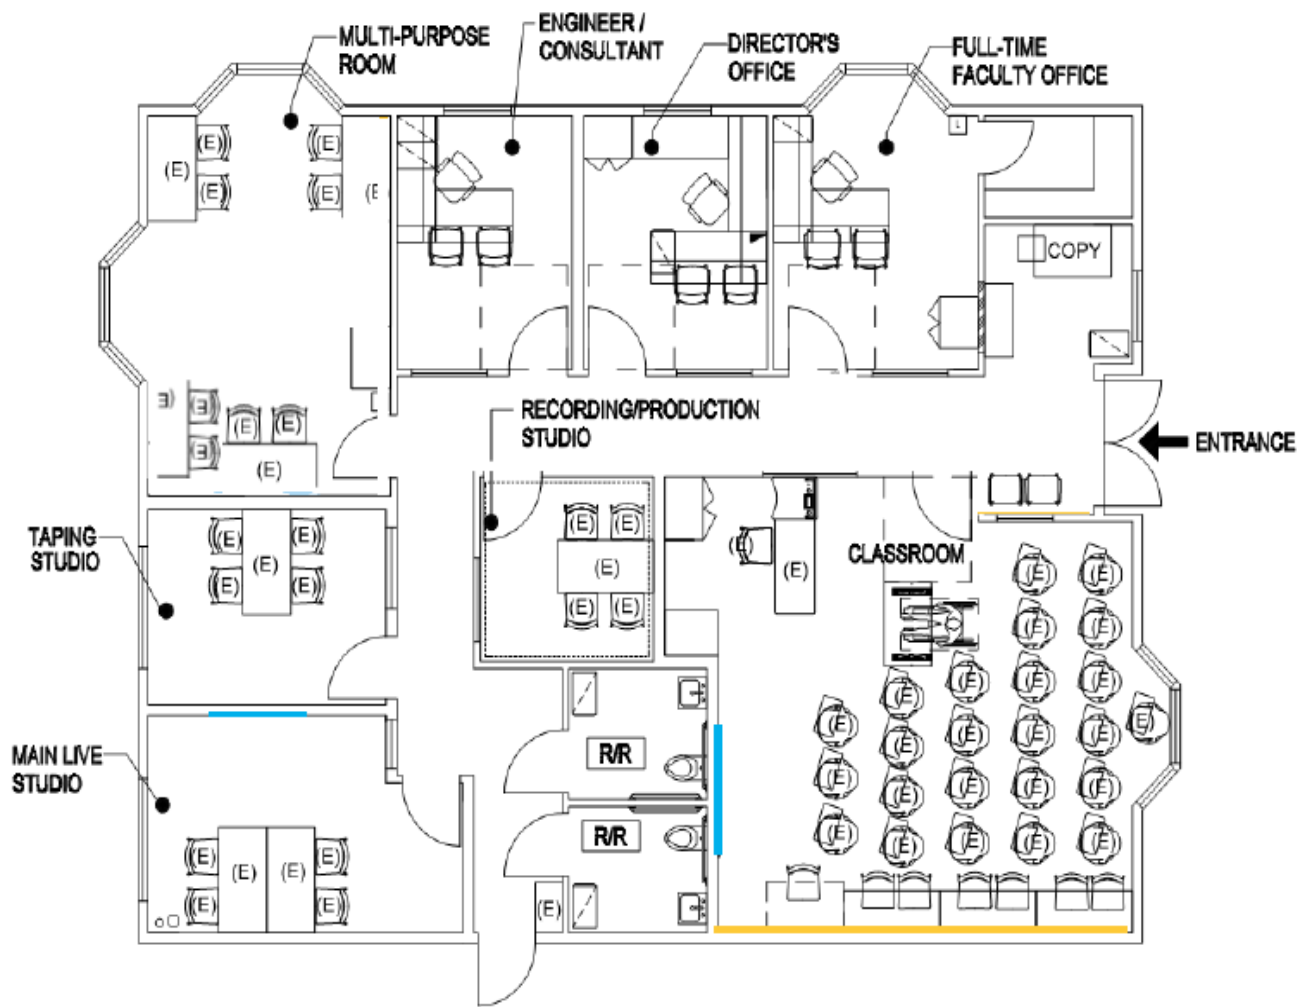 MULTI-PURPOSE
ROOM
ENGINEER /
CONSULTANT
DIRECTOR'S
OFFICE
FULL-TIME
FACULTY OFFICE
(E) (E)
(E)
(E) (E)
COPY
(E) (E)
(E) (E)
(E)
RECORDING/PRODUCTION
STUDIO
ENTRANCE
TAPING
STUDIO
(E) (E)
(E)
(E) (E)
(E) (E)
(E)
(E) (E)
(E)
(E)
CLASSROOM
(E) (E)
(E) (E)
(E) (E) (E)
(E)
(E) (E)
(E) (E) (E)
(E)
(E)
(E) (E) (E)
(E)
(E)
(E) (E) (E)
(E)
(E)
MAIN LIVE
STUDIO
R/R
R/R
(E) (E)
(E) (E)
(E) (E)
(E)